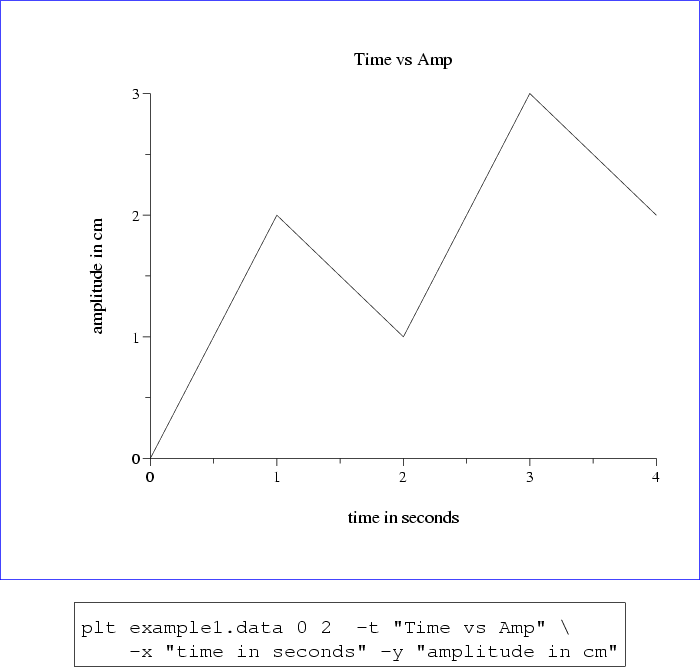 Time vs Amp
3
2
1
0
amplitude in cm
0 1 2 3 4
time in seconds
plt example1.data 0 2 -t "Time vs Amp" \
-x "time in seconds" -y "amplitude in cm"